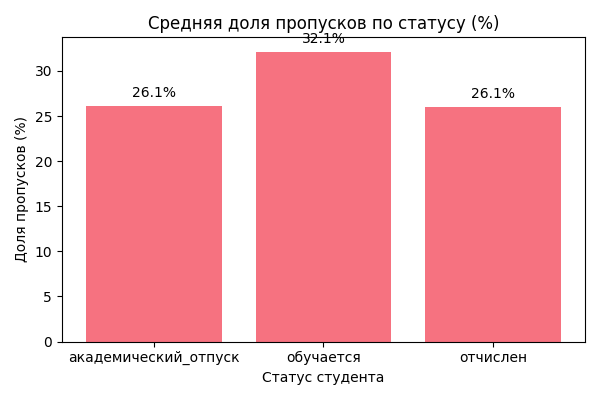 Средняя доля пропусков по статусу (%)
32.1%
26.1%
26.1%
30
25
20
15
10
5
0
Доля пропусков (%)
академический_отпуск
обучается
отчислен
Статус студента